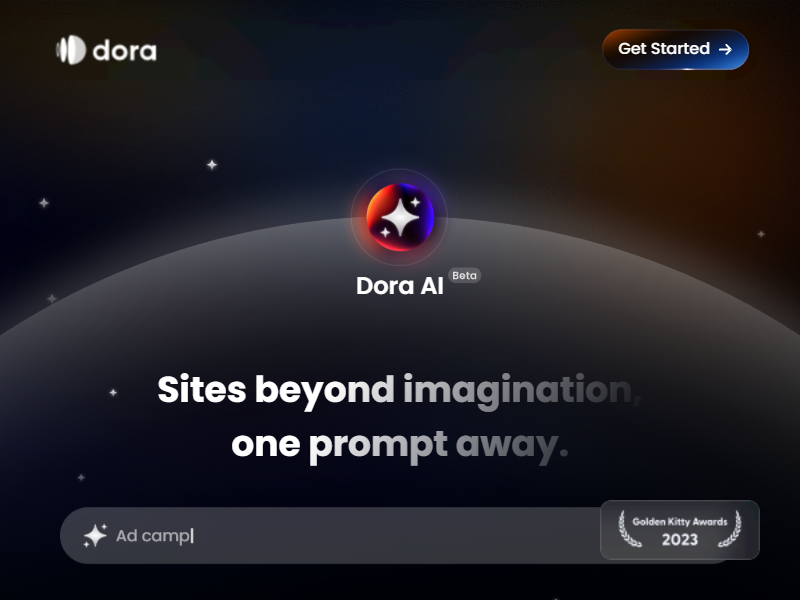 dora
Get Started
Dora AI Beta
Sites beyond imagination,
one prompt away.
Ad camp
Golden Kitty Awards
2023